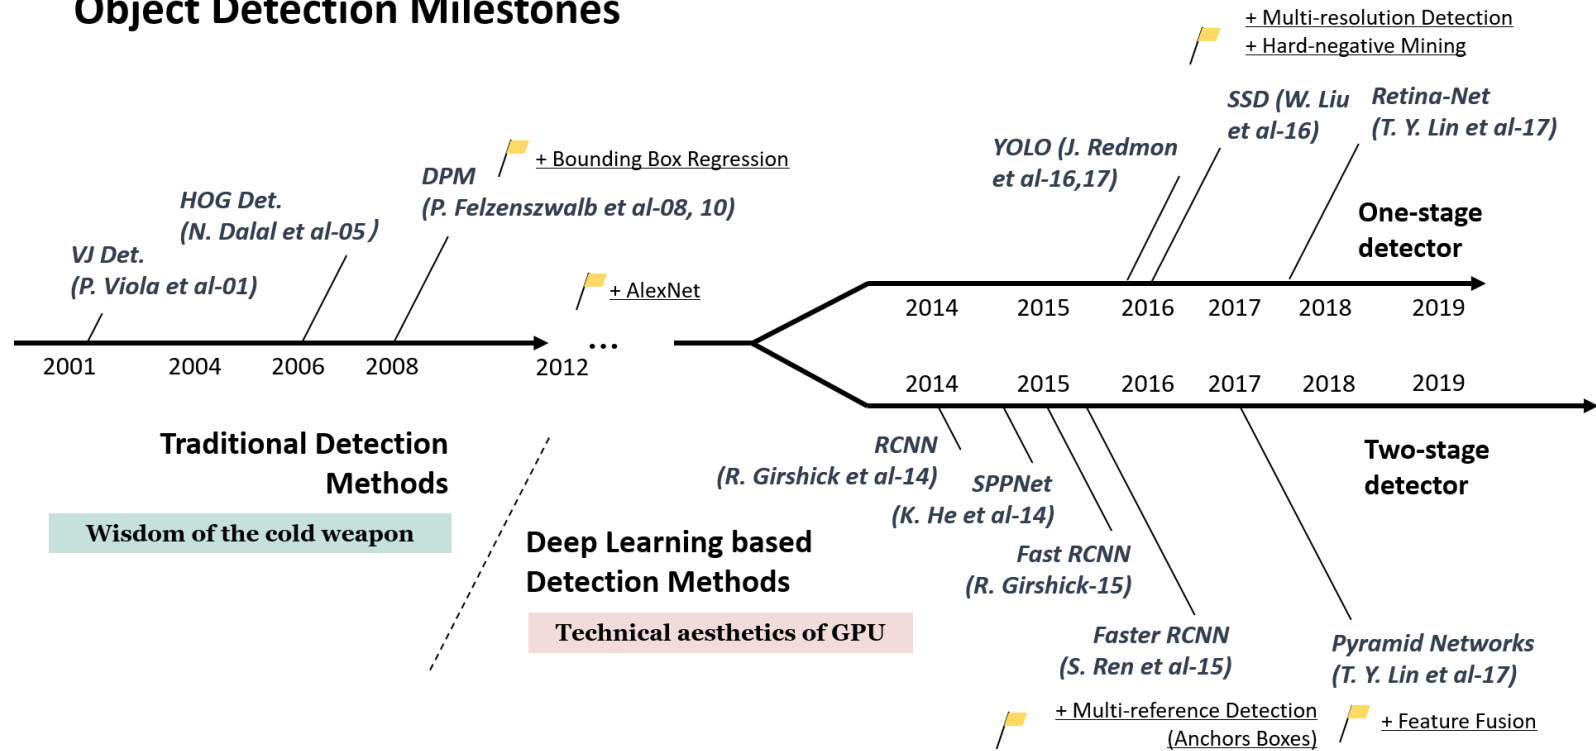 Object Detection Milestones
+ Multi-resolution Detection
+ Hard-negative Mining
SSD (W. Liu
et al-16)
Retina-Net
(T. Y. Lin et al-17)
YOLO (J. Redmon
et al-16,17)
+ Bounding Box Regression
DPM
(P. Felzenszwalb et al-08, 10)
HOG Det.
(N. Dalal et al-05)
VJ Det.
(P. Viola et al-01)
+ AlexNet
One-stage
detector
2014 2015 2016 2017 2018 2019
...
2001 2004 2006 2008 2012
2014 2015 2016 2017 2018 2019
Traditional Detection
Methods
Wisdom of the cold weapon
Deep Learning based
Detection Methods
Technical aesthetics of GPU
RCNN
(R. Girshick et al-14)
SPPNet
(K. He et al-14)
Fast RCNN
(R. Girshick-15)
Faster RCNN
(S. Ren et al-15)
Two-stage
detector
Pyramid Networks
(T. Y. Lin et al-17)
+ Multi-reference Detection
(Anchors Boxes)
+ Feature Fusion